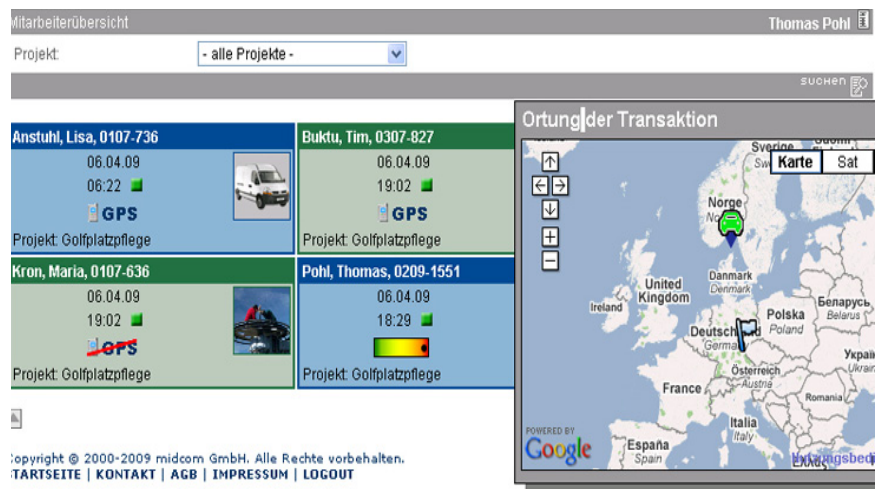 Mitarbeiterübersicht
Thomas Pohl
Projekt:
- alle Projekte -
suchen
Anstuhl, Lisa, 0107-736
06.04.09
06:22
GPS
Projekt: Golfplatzpflege
Buktu, Tim, 0307-827
06.04.09
19:02
GPS
Projekt: Golfplatzpflege
Kron, Maria, 0107-636
06.04.09
19:02
GPS
Projekt: Golfplatzpflege
Pohl, Thomas, 0209-1551
06.04.09
18:29
Projekt: Golfplatzpflege
Ortung der Transaktion
Karte
Sat
Sverige
Norge
Danmark
Denmark
United
Kingdom
Ireland
Беларусь
Belarus
Polska
Poland
Deutschland
Germa
Україн
Ukrain
Österreich
Austria
France
Romania
Italia
Italy
España
Spain
POWERED BY
Google
Copyright © 2000-2009 midcom GmbH. Alle Rechte vorbehalten.
STARTSEITE | KONTAKT | AGB | IMPRESSUM | LOGOUT